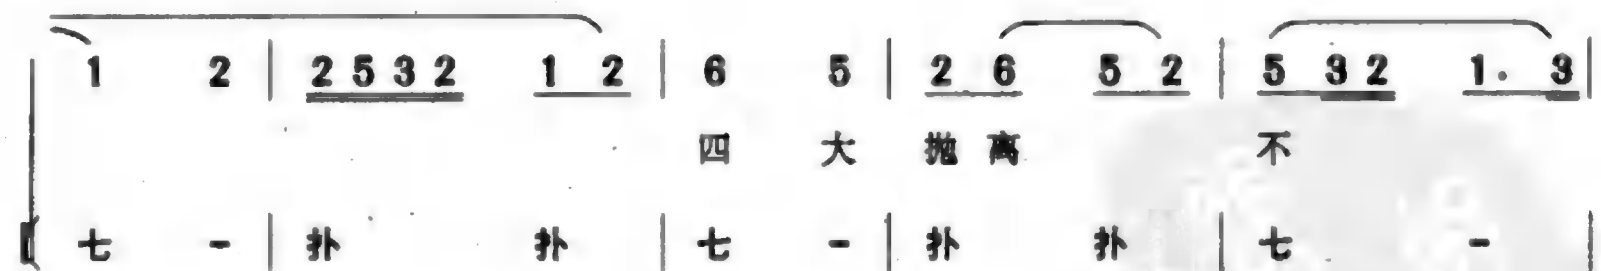 1 2 | 2532 12 | 6 5 | 26 52 | 532 1.3 |
四 大 抛 离 不
七 - | 扑 扑 | 七 - | 扑 扑 | 七 - |